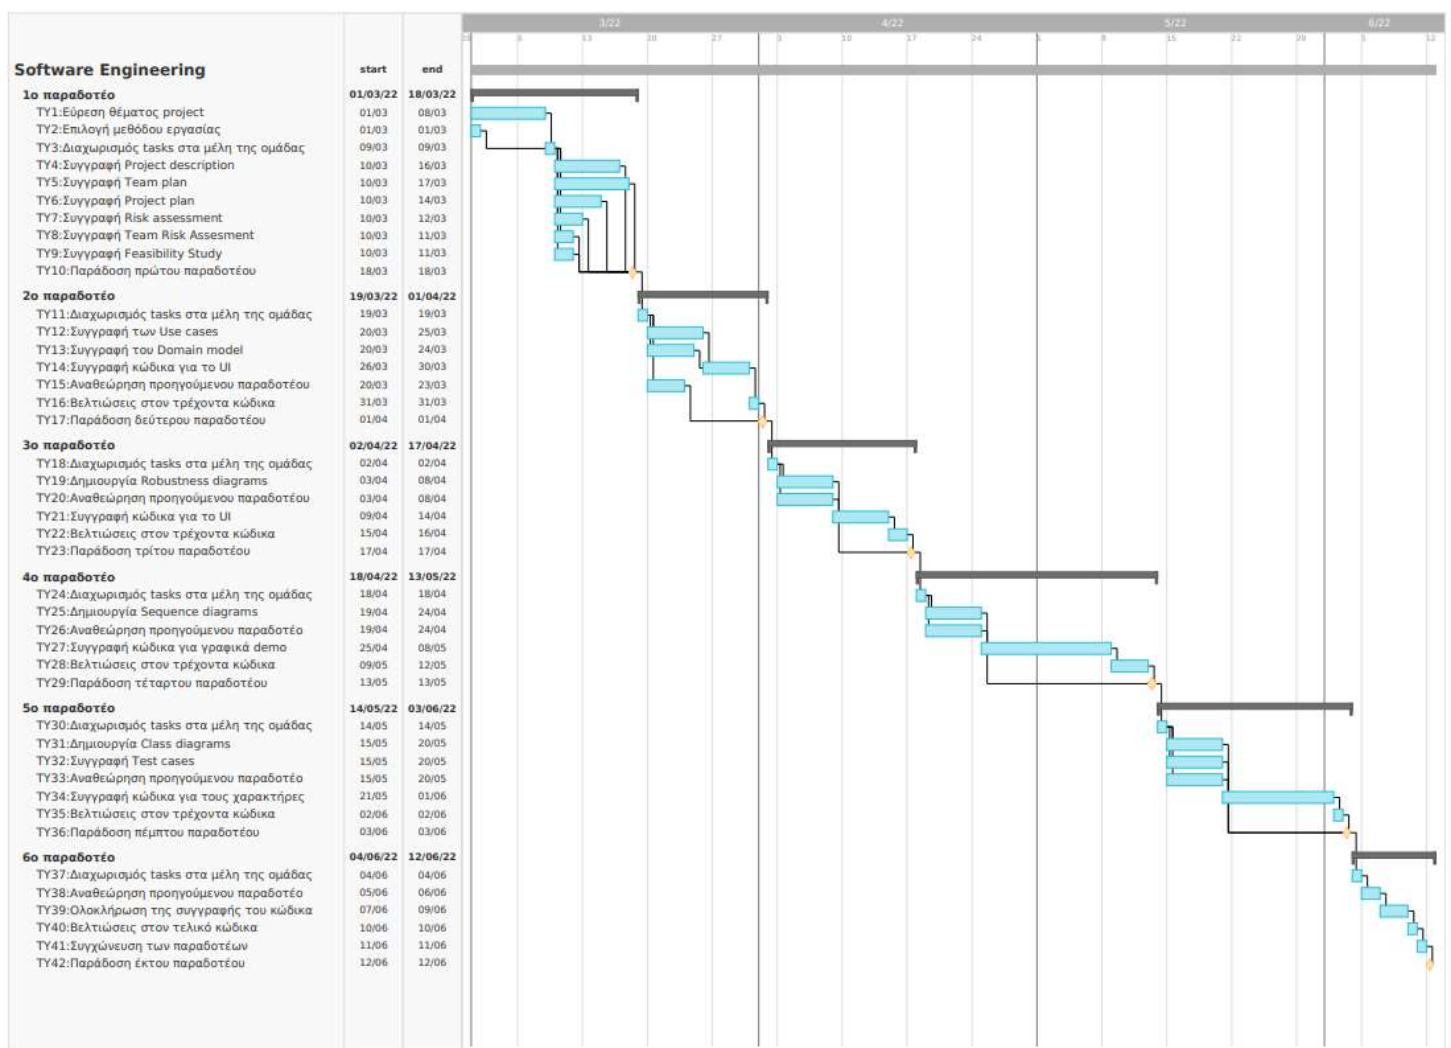 3/22 4/22 5/22 6/22
6 13 20 27 3 10 17 24 1 8 15 22 29 5 12
Software Engineering start end
1ο παραδοτέο 01/03/22 18/03/22
TY1:Εύρεση θέματος project 01/03 08/03
TY2:Επιλογή μεθόδου εργασίας 01/03 01/03
TY3:Διαχωρισμός tasks στα μέλη της ομάδας 09/03 09/03
TY4:Συγγραφή Project description 10/03 16/03
TY5:Συγγραφή Team plan 10/03 17/03
TY6:Συγγραφή Project plan 10/03 14/03
TY7:Συγγραφή Risk assessment 10/03 12/03
TY8:Συγγραφή Team Risk Assesment 10/03 11/03
TY9:Συγγραφή Feasibility Study 10/03 11/03
TY10:Παράδοση πρώτου παραδοτέου 18/03 18/03
2ο παραδοτέο 19/03/22 01/04/22
TY11:Διαχωρισμός tasks στα μέλη της ομάδας 19/03 19/03
TY12:Συγγραφή των Use cases 20/03 25/03
TY13:Συγγραφή του Domain model 20/03 24/03
TY14:Συγγραφή κώδικα για το UI 26/03 30/03
TY15:Αναθεώρηση προηγούμενου παραδοτέου 20/03 23/03
TY16:Βελτιώσεις στον τρέχοντα κώδικα 31/03 31/03
TY17:Παράδοση δεύτερου παραδοτέου 01/04 01/04
3ο παραδοτέο 02/04/22 17/04/22
TY18:Διαχωρισμός tasks στα μέλη της ομάδας 02/04 02/04
TY19:Δημιουργία Robustness diagrams 03/04 08/04
TY20:Αναθεώρηση προηγούμενου παραδοτέου 03/04 08/04
TY21:Συγγραφή κώδικα για το UI 09/04 14/04
TY22:Βελτιώσεις στον τρέχοντα κώδικα 15/04 16/04
TY23:Παράδοση τρίτου παραδοτέου 17/04 17/04
4ο παραδοτέο 18/04/22 13/05/22
TY24:Διαχωρισμός tasks στα μέλη της ομάδας 18/04 18/04
TY25:Δημιουργία Sequence diagrams 19/04 24/04
TY26:Αναθεώρηση προηγούμενου παραδοτέο 19/04 24/04
TY27:Συγγραφή κώδικα για γραφικά demo 25/04 08/05
TY28:Βελτιώσεις στον τρέχοντα κώδικα 09/05 12/05
TY29:Παράδοση τέταρτου παραδοτέου 13/05 13/05
5ο παραδοτέο 14/05/22 03/06/22
TY30:Διαχωρισμός tasks στα μέλη της ομάδας 14/05 14/05
TY31:Δημιουργία Class diagrams 15/05 20/05
TY32:Συγγραφή Test cases 15/05 20/05
TY33:Αναθεώρηση προηγούμενου παραδοτέο 15/05 20/05
TY34:Συγγραφή κώδικα για τους χαρακτήρες 21/05 01/06
TY35:Βελτιώσεις στον τρέχοντα κώδικα 02/06 02/06
TY36:Παράδοση πέμπτου παραδοτέου 03/06 03/06
6ο παραδοτέο 04/06/22 12/06/22
TY37:Διαχωρισμός tasks στα μέλη της ομάδας 04/06 04/06
TY38:Αναθεώρηση προηγούμενου παραδοτέο 05/06 06/06
TY39:Ολοκλήρωση της συγγραφής του κώδικα 07/06 09/06
TY40:Βελτιώσεις στον τελικό κώδικα 10/06 10/06
TY41:Συγχώνευση των παραδοτέων 11/06 11/06
TY42:Παράδοση έκτου παραδοτέου 12/06 12/06